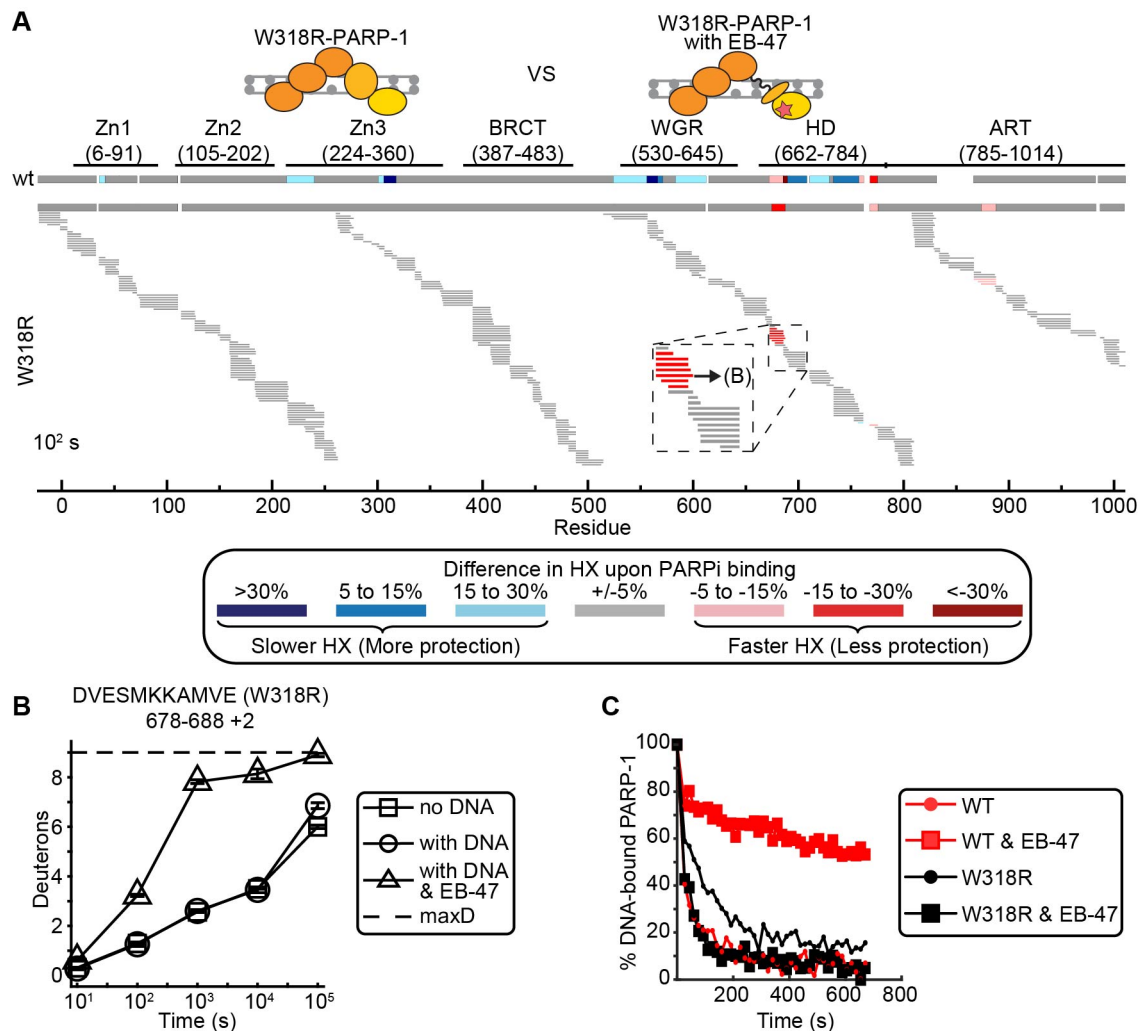 A
W318R-PARP-1
VS
W318R-PARP-1
with EB-47
Zn1
(6-91)
Zn2
(105-202)
Zn3
(224-360)
BRCT
(387-483)
WGR
(530-645)
HD
(662-784)
ART
(785-1014)
wt
W318R
(B)
10² s
0 100 200 300 400 500 600 700 800 900 1000
Residue
Difference in HX upon PARPi binding
>30% 5 to 15% 15 to 30% +/-5% -5 to -15% -15 to -30% <-30%
Slower HX (More protection) Faster HX (Less protection)
B
DVESMKKAMVE (W318R)
678-688 +2
Deuterons
8
6
4
2
0
10¹ 10² 10³ 10⁴ 10⁵
Time (s)
no DNA
with DNA
with DNA
& EB-47
maxD
C
% DNA-bound PARP-1
100
80
60
40
20
0
200 400 600 800
Time (s)
WT
WT & EB-47
W318R
W318R & EB-47